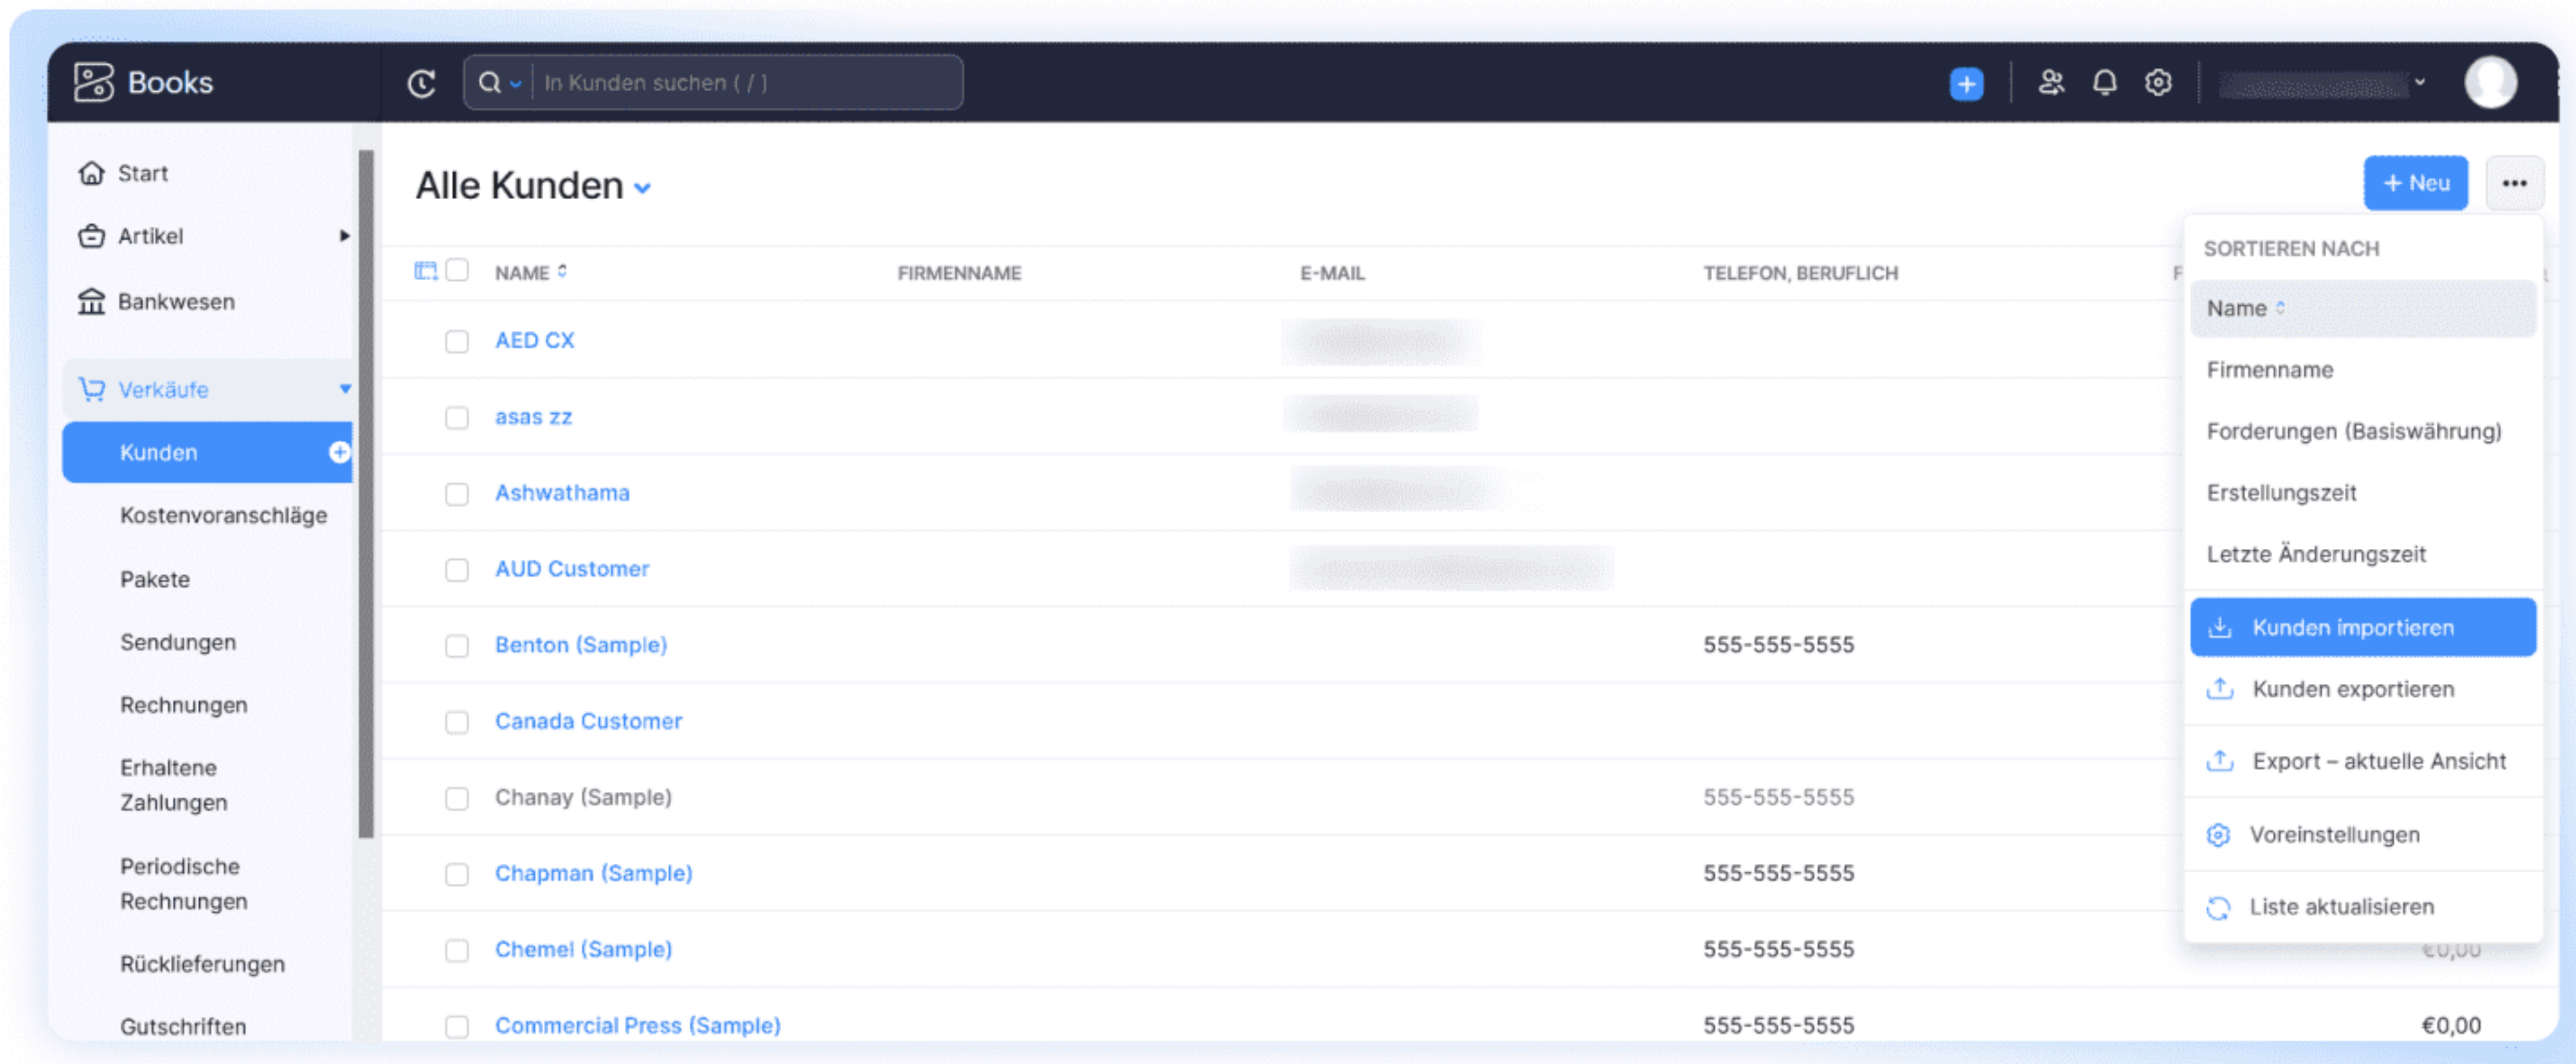 Books
In Kunden suchen ( / )
Start
Artikel
Bankwesen
Verkäufe
Kunden
Kostenvoranschläge
Pakete
Sendungen
Rechnungen
Erhaltene
Zahlungen
Periodische
Rechnungen
Rücklieferungen
Gutschriften
Alle Kunden
+ Neu
NAME FIRMENNAME E-MAIL TELEFON, BERUFLICH F
AED CX
asas zz
Ashwathama
AUD Customer
Benton (Sample) 555-555-5555
Canada Customer
Chanay (Sample) 555-555-5555
Chapman (Sample) 555-555-5555
Chemel (Sample) 555-555-5555 €0,00
Commercial Press (Sample) 555-555-5555 €0,00
SORTIEREN NACH
Name
Firmenname
Forderungen (Basiswährung)
Erstellungszeit
Letzte Änderungszeit
Kunden importieren
Kunden exportieren
Export – aktuelle Ansicht
Voreinstellungen
Liste aktualisieren